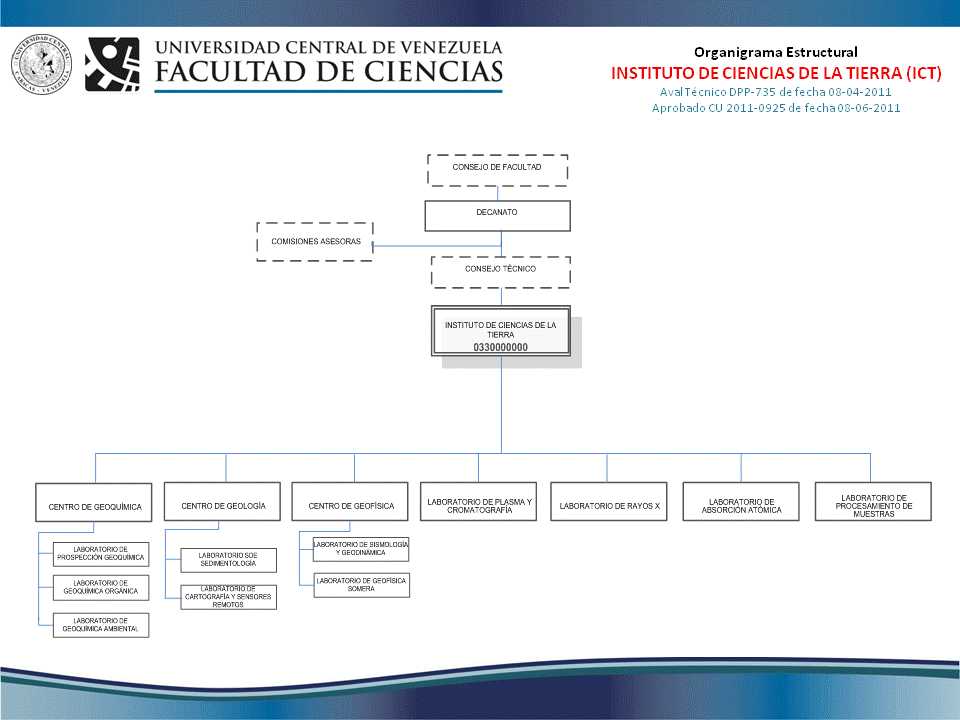 UNIVERSIDAD CENTRAL DE VENEZUELA
FACULTAD DE CIENCIAS
Organigrama Estructural
INSTITUTO DE CIENCIAS DE LA TIERRA (ICT)
Aval Técnico DPP-735 de fecha 08-04-2011
Aprobado CU 2011-0925 de fecha 08-06-2011
CONSEJO DE FACULTAD
DECANATO
COMISIONES ASESORAS
CONSEJO TÉCNICO
INSTITUTO DE CIENCIAS DE LA
TIERRA
0330000000
CENTRO DE GEOQUÍMICA
CENTRO DE GEOLOGÍA
CENTRO DE GEOFÍSICA
LABORATORIO DE PLASMA Y
CROMATOGRAFÍA
LABORATORIO DE RAYOS X
LABORATORIO DE
ABSORCIÓN ATÓMICA
LABORATORIO DE
PROCESAMIENTO DE
MUESTRAS
LABORATORIO DE
PROSPECCIÓN GEOQUÍMICA
LABORATORIO DE
GEOQUÍMICA ORGÁNICA
LABORATORIO DE
GEOQUÍMICA AMBIENTAL
LABORATORIO SDE
SEDIMENTOLOGÍA
LABORATORIO DE
CARTOGRAFÍA Y SENSORES
REMOTOS
LABORATORIO DE SISMOLOGÍA
Y GEODINÁMICA
LABORATORIO DE GEOFÍSICA
SOMERA